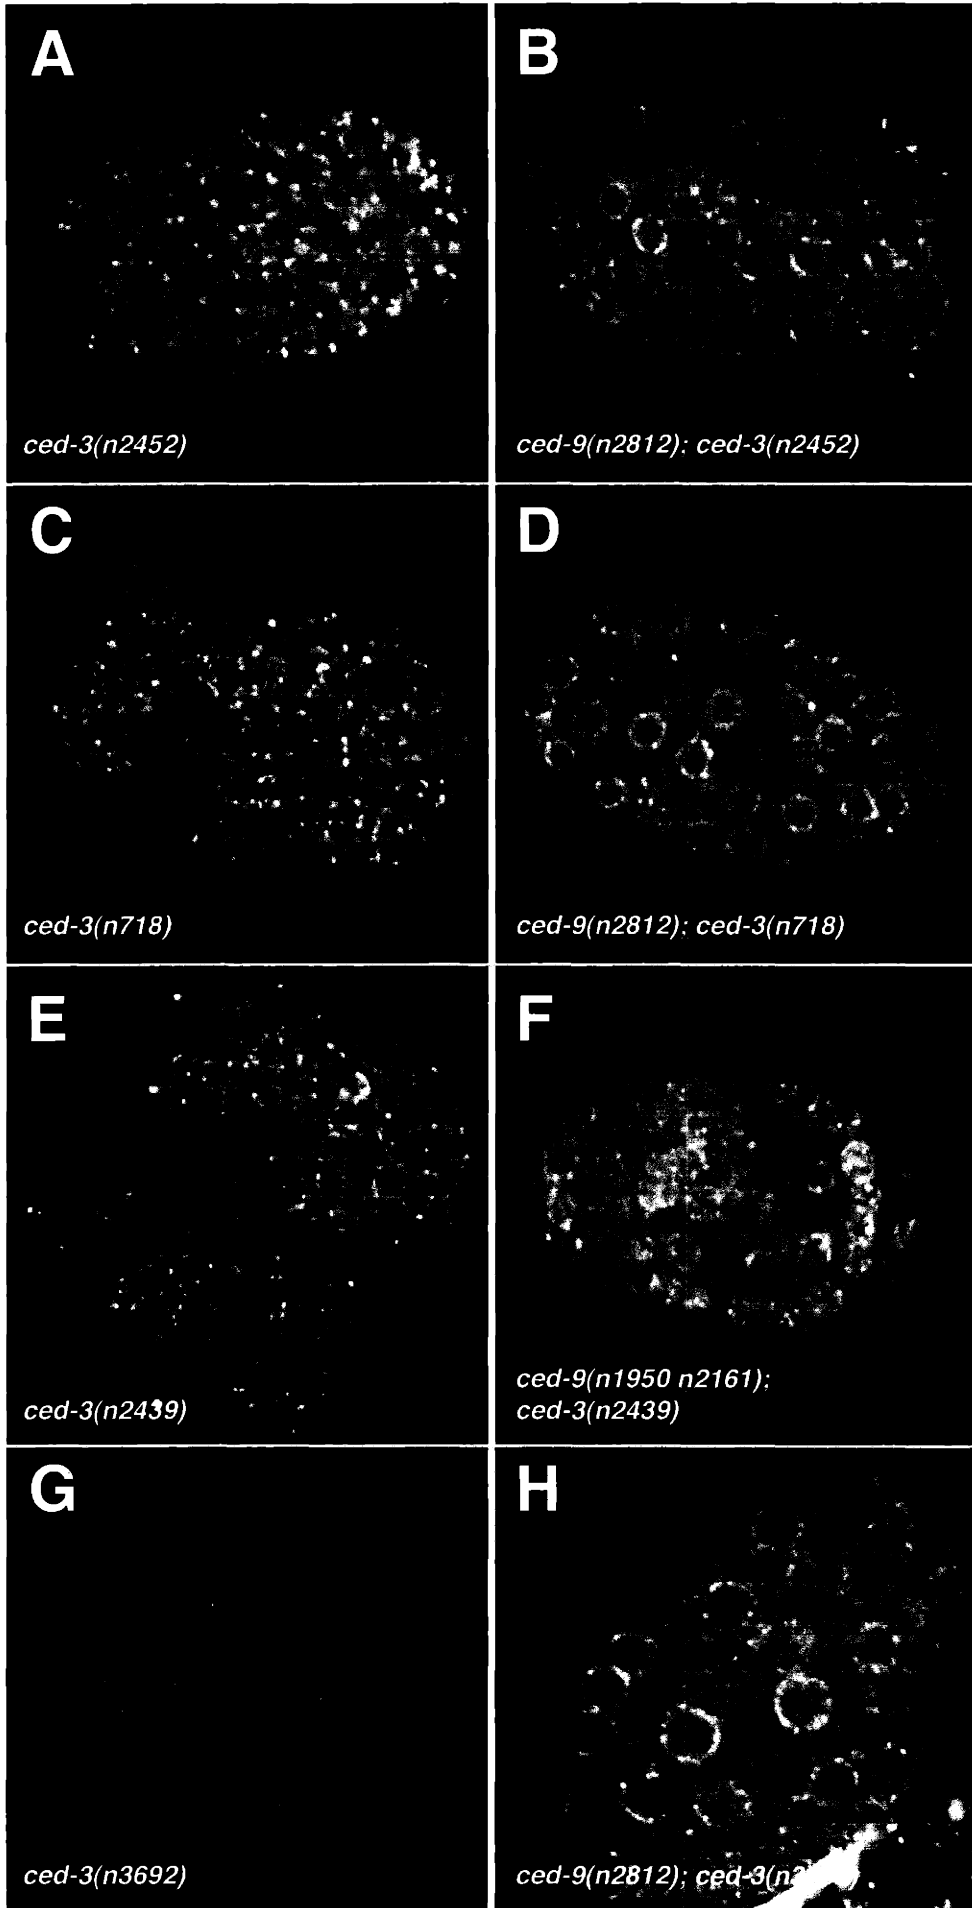 A
B
ced-3(n2452)
ced-9(n2812); ced-3(n2452)
C
D
ced-3(n718)
ced-9(n2812); ced-3(n718)
E
F
ced-3(n2439)
ced-9(n1950 n2161);
ced-3(n2439)
G
H
ced-3(n3692)
ced-9(n2812); ced-3(n2